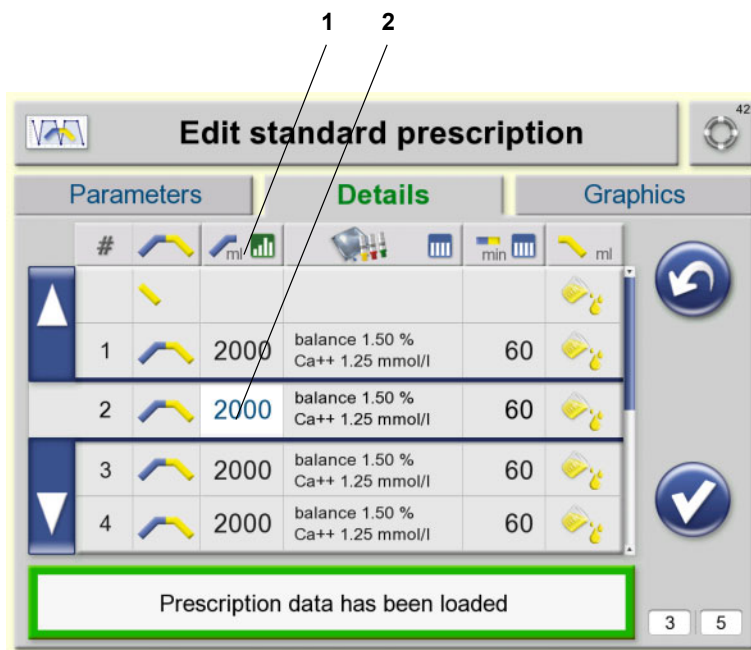 1 2
Edit standard prescription 42
Parameters Details Graphics
# ml min ml
1 2000 balance 1.50 % 60
Ca++ 1.25 mmol/l
2 2000 balance 1.50 % 60
Ca++ 1.25 mmol/l
3 2000 balance 1.50 % 60
Ca++ 1.25 mmol/l
4 2000 balance 1.50 % 60
Ca++ 1.25 mmol/l
Prescription data has been loaded
3 5